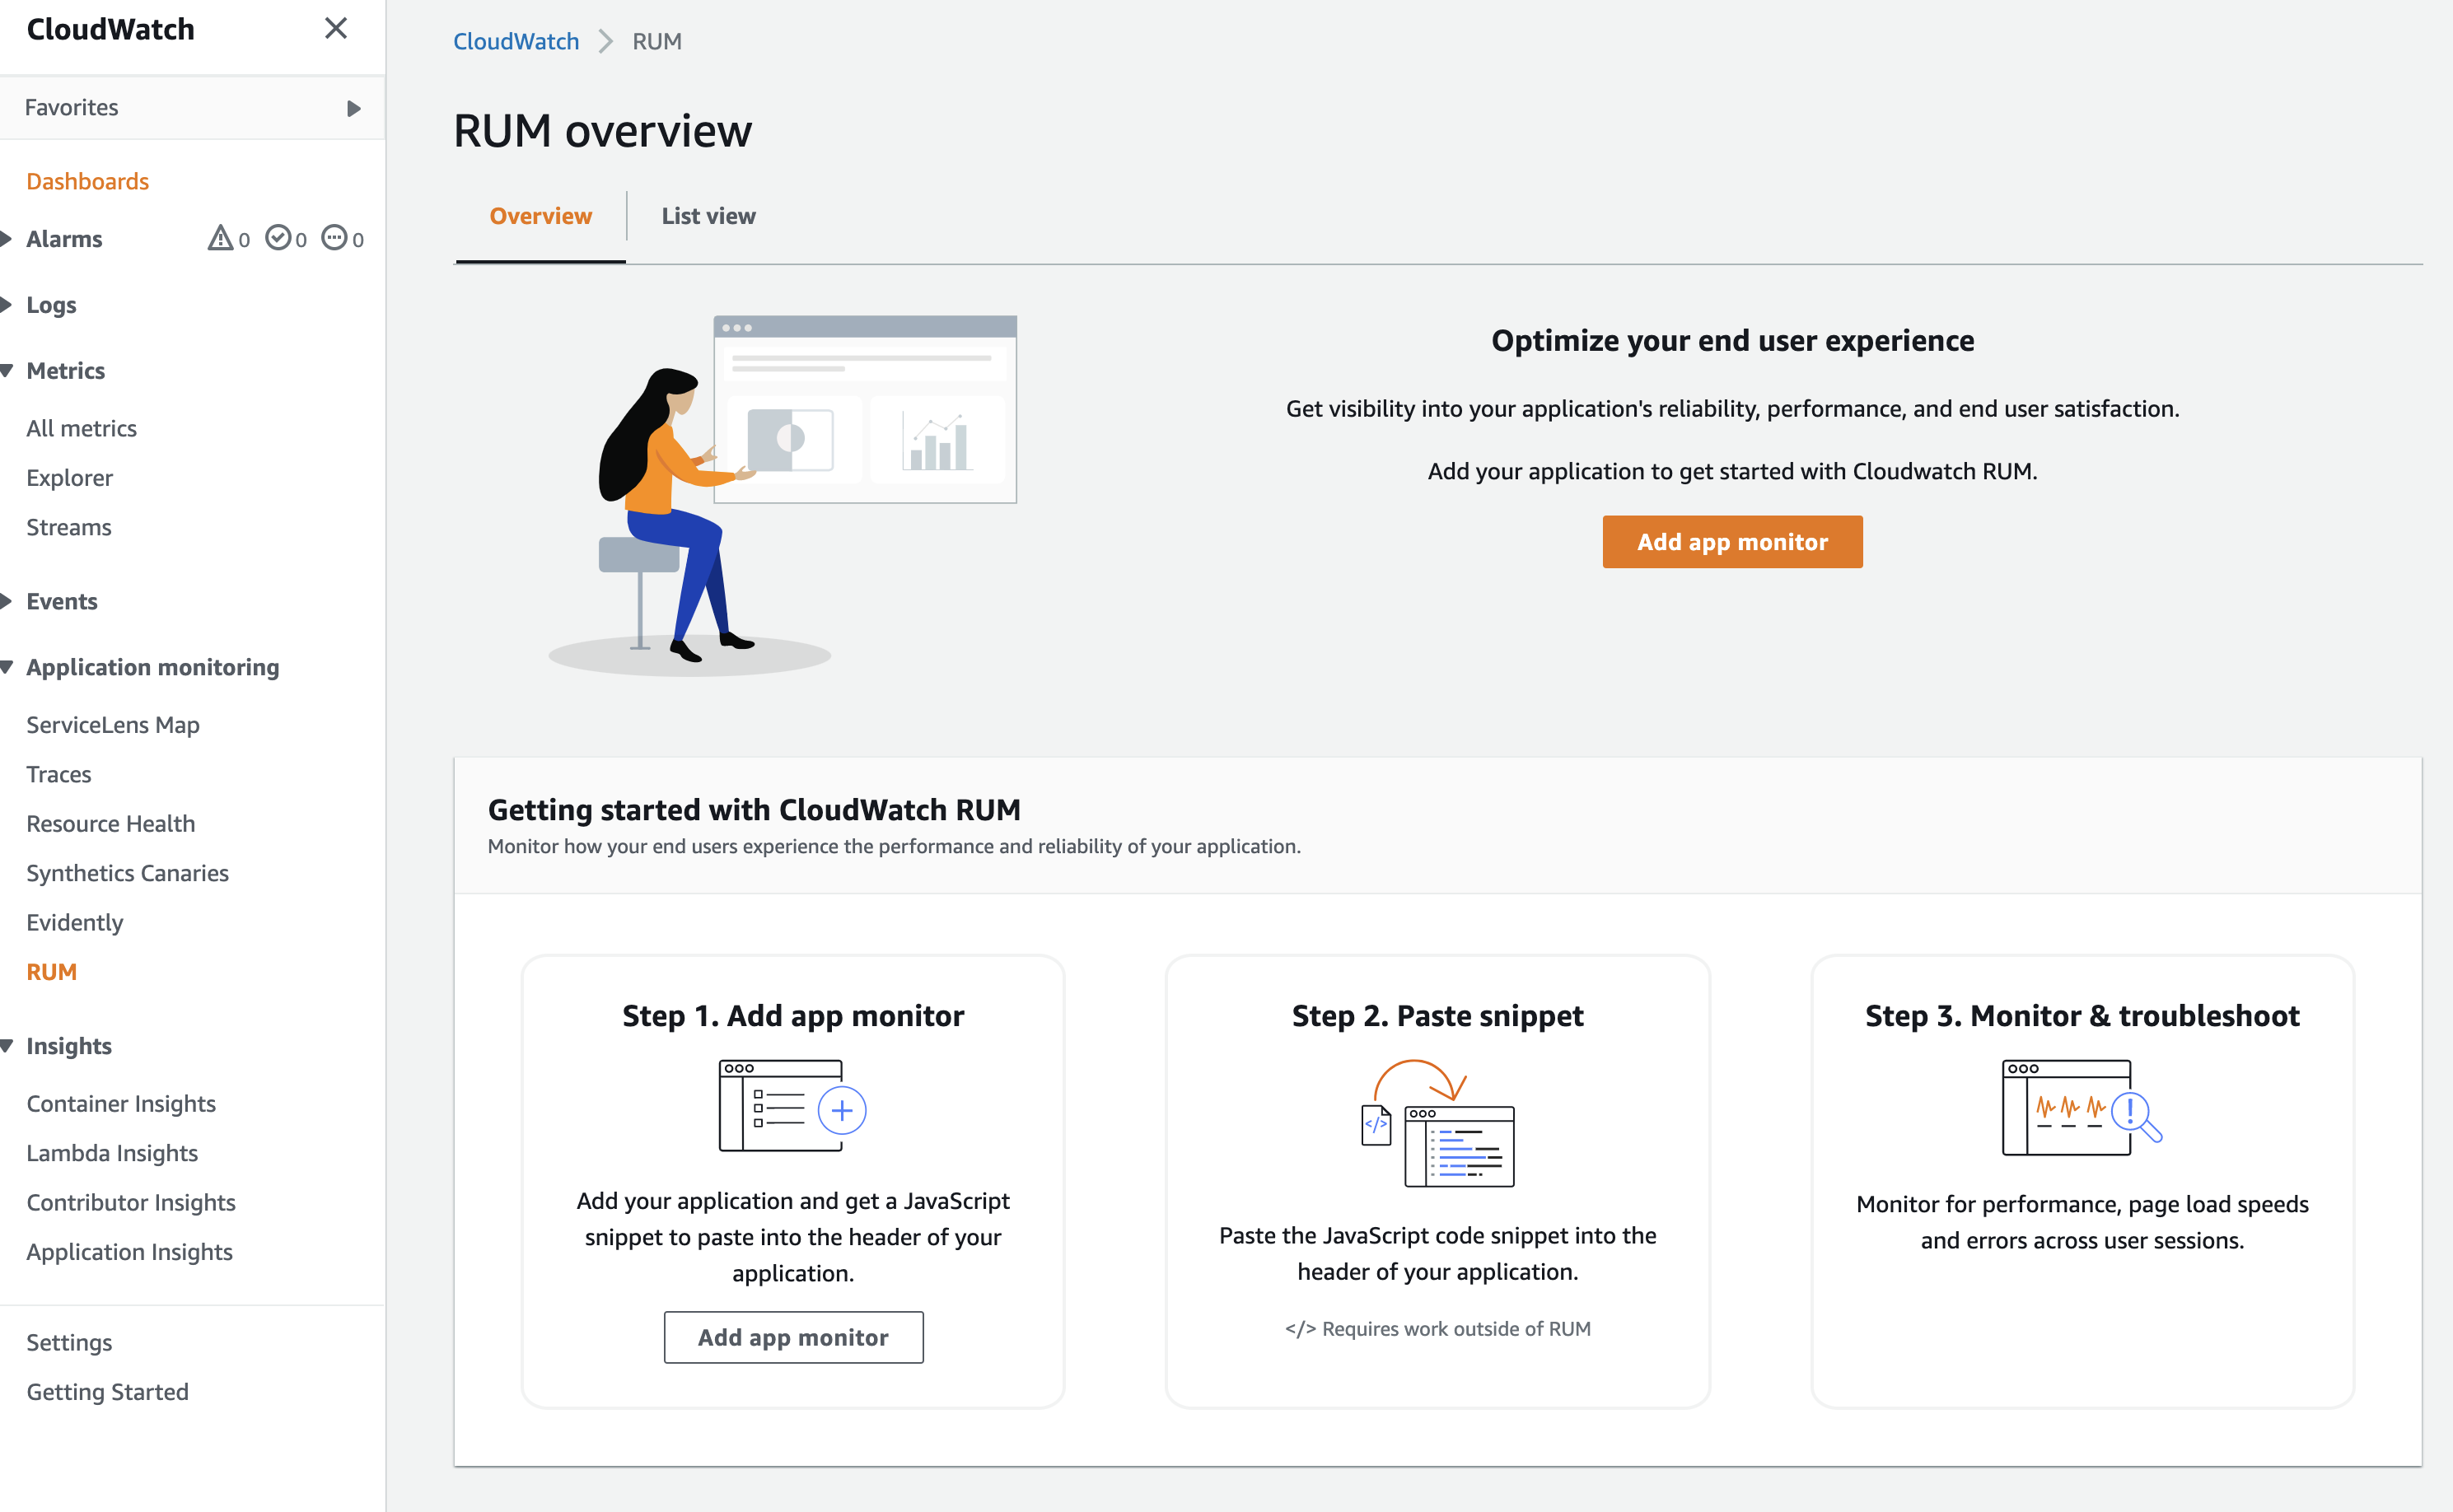 CloudWatch
Favorites
Dashboards
Alarms 0 0 0
Logs
Metrics
All metrics
Explorer
Streams
Events
Application monitoring
ServiceLens Map
Traces
Resource Health
Synthetics Canaries
Evidently
RUM
Insights
Container Insights
Lambda Insights
Contributor Insights
Application Insights
Settings
Getting Started
CloudWatch > RUM
RUM overview
Overview
List view
Optimize your end user experience
Get visibility into your application's reliability, performance, and end user satisfaction.
Add your application to get started with Cloudwatch RUM.
Add app monitor
Getting started with CloudWatch RUM
Monitor how your end users experience the performance and reliability of your application.
Step 1. Add app monitor
Add your application and get a JavaScript
snippet to paste into the header of your
application.
Add app monitor
Step 2. Paste snippet
</>
Paste the JavaScript code snippet into the
header of your application.
</> Requires work outside of RUM
Step 3. Monitor & troubleshoot
Monitor for performance, page load speeds
and errors across user sessions.